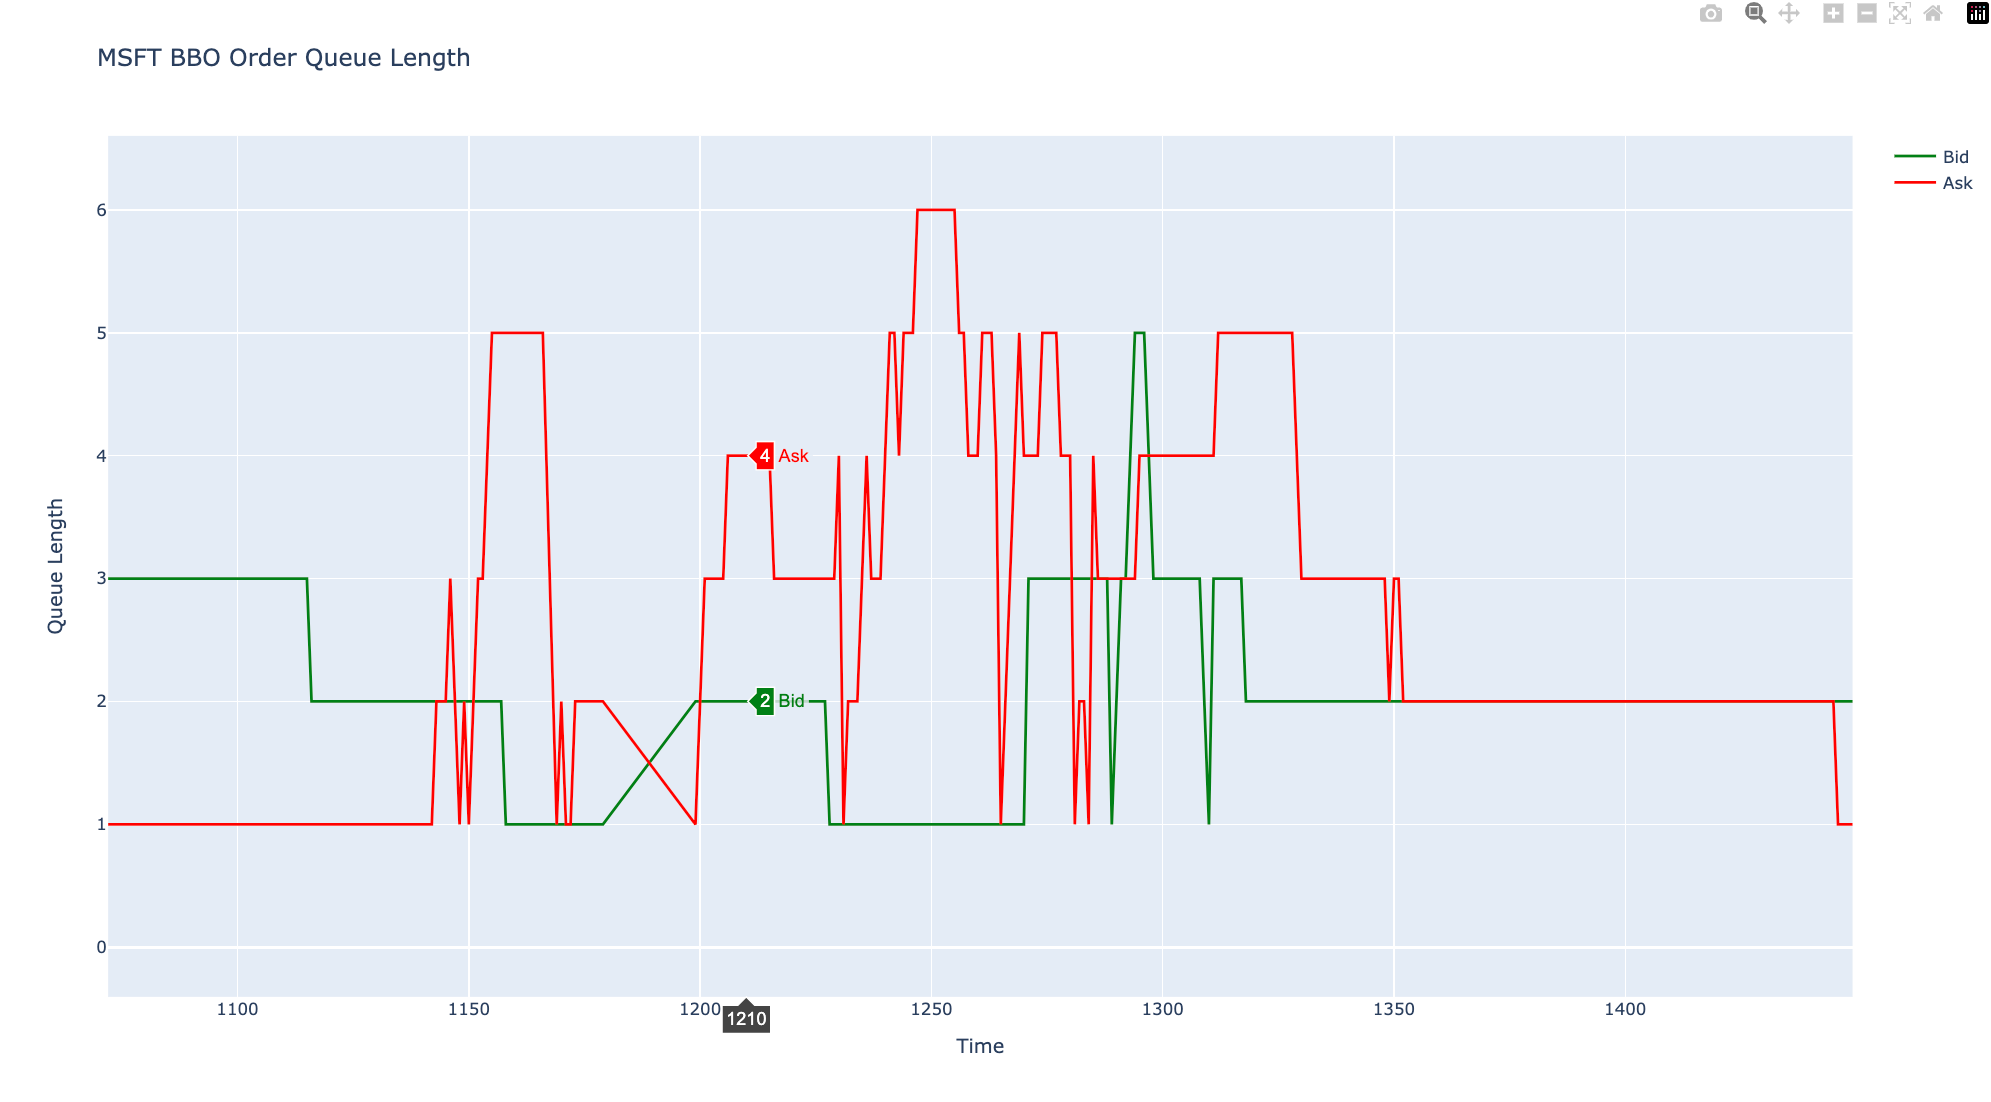 MSFT BBO Order Queue Length
Bid
Ask
6
5
4
3
2
1
0
Queue Length
4 Ask
2 Bid
1100
1150
1200
1210
1250
1300
1350
1400
Time